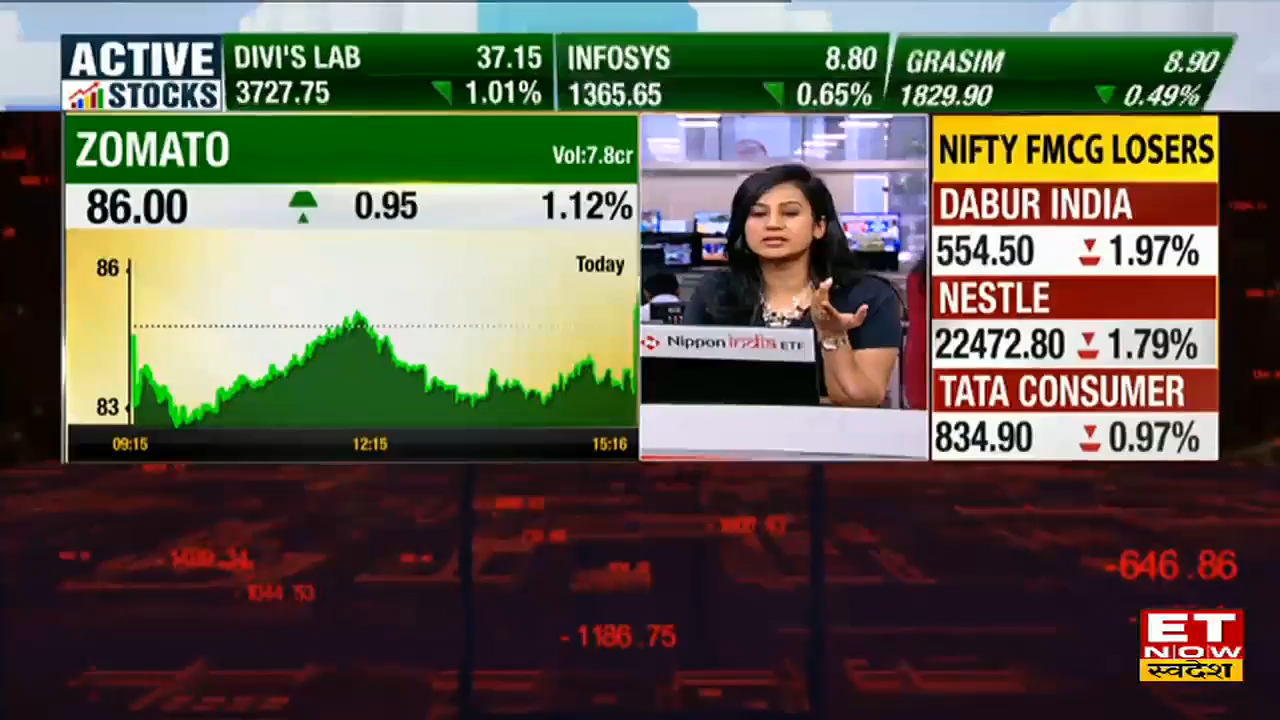 ACTIVE
STOCKS
DIVI'S LAB 37.15
3727.75 1.01%
INFOSYS 8.80
1365.65 0.65%
GRASIM 8.90
1829.90 0.49%
ZOMATO Vol:7.8cr
86.00 0.95 1.12%
Today
86
83
09:15 12:15 15:16
Nippon india ETF
NIFTY FMCG LOSERS
DABUR INDIA
554.50 1.97%
NESTLE
22472.80 1.79%
TATA CONSUMER
834.90 0.97%
-646.86
-1186.75
ET
NOW
स्वदेश